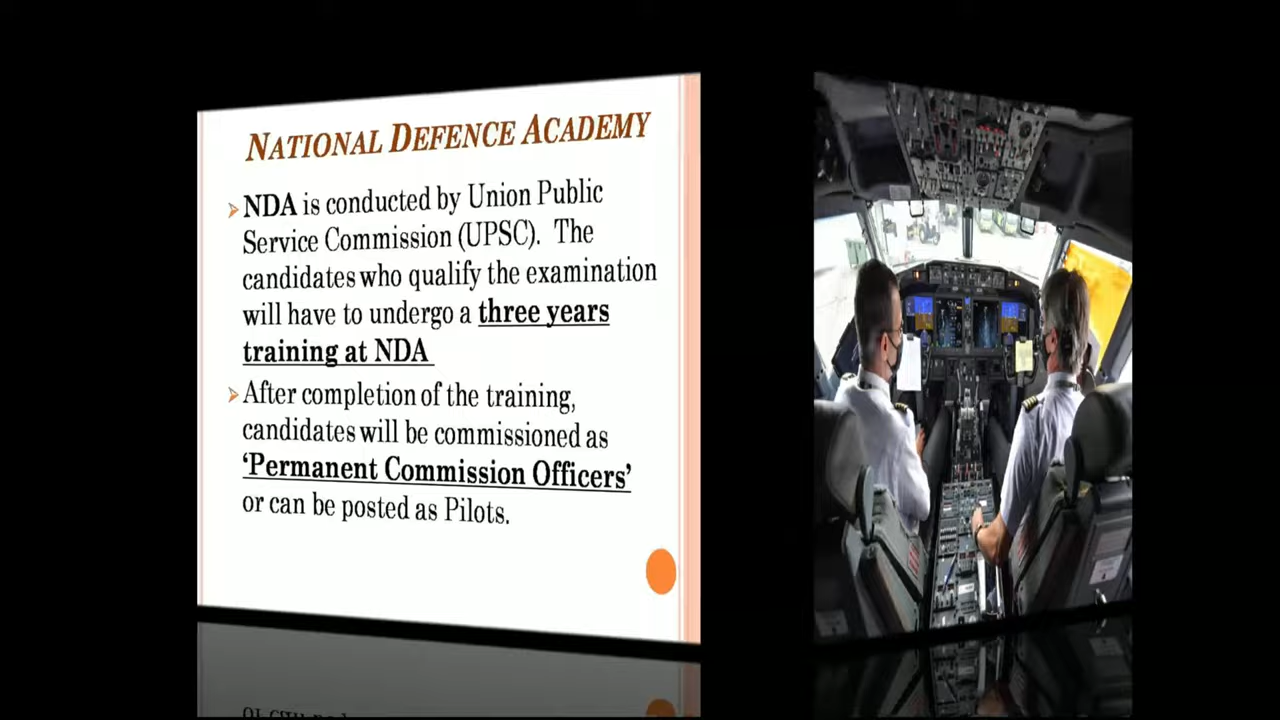 NATIONAL DEFENCE ACADEMY
NDA is conducted by Union Public
Service Commission (UPSC). The
candidates who qualify the examination
will have to undergo a three years
training at NDA
After completion of the training,
candidates will be commissioned as
‘Permanent Commission Officers’
or can be posted as Pilots.